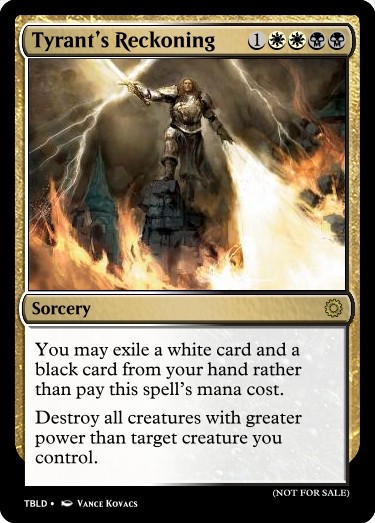 Tyrant's Reckoning 1
Sorcery
You may exile a white card and a
black card from your hand rather
than pay this spell's mana cost.
Destroy all creatures with greater
power than target creature you
control.
(NOT FOR SALE)
TBLD • VANCE KOVACS